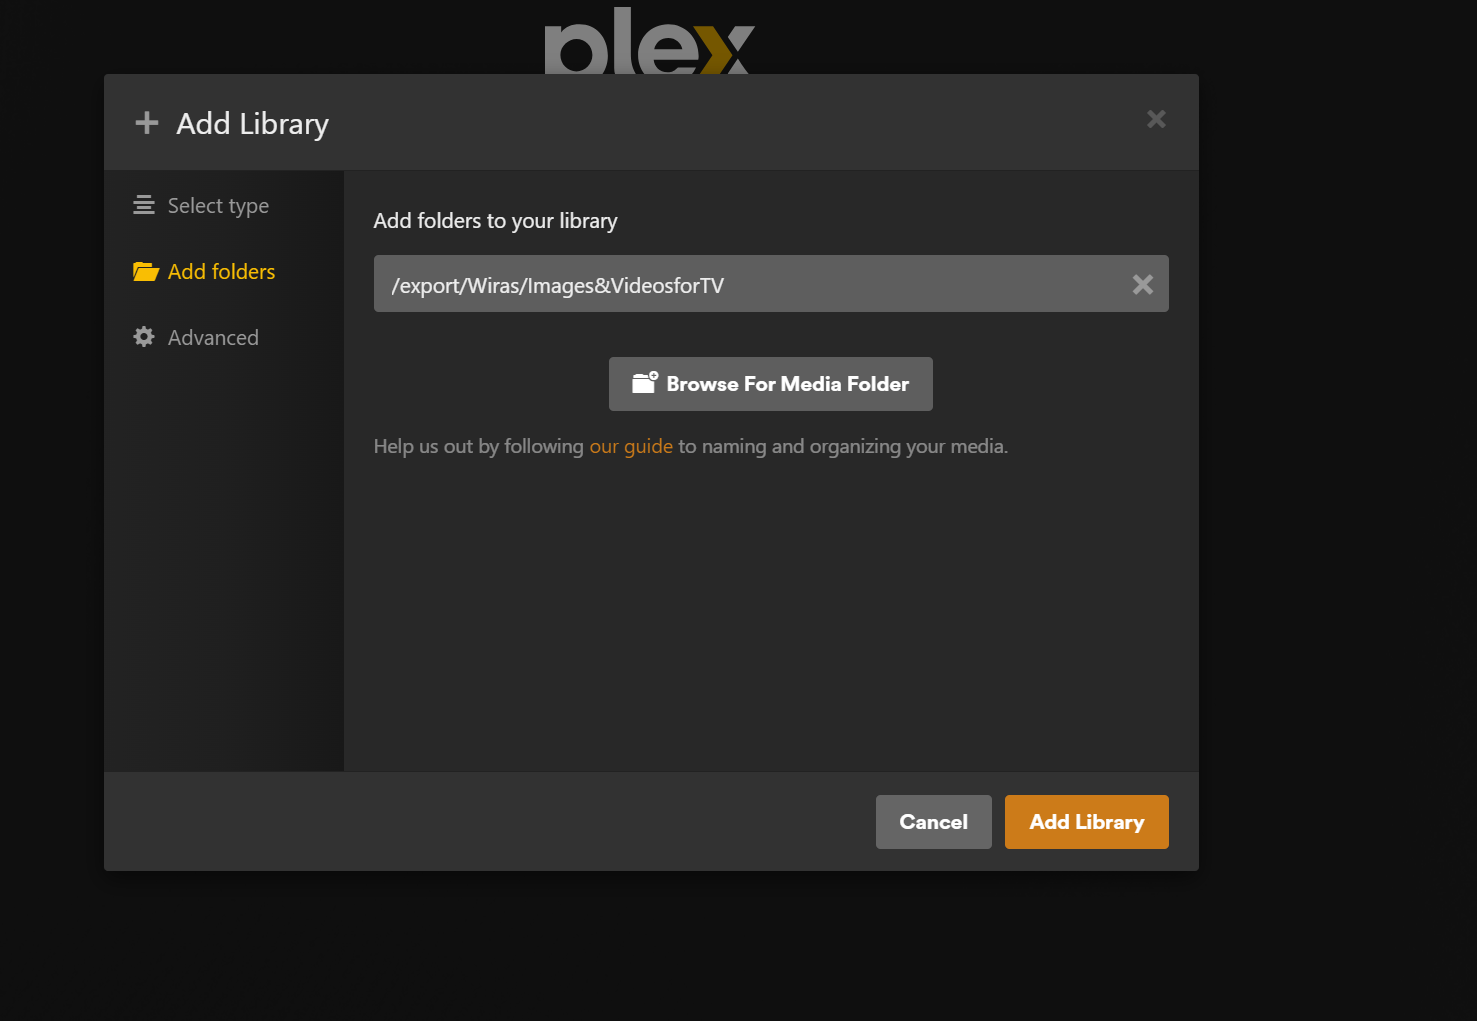 plex
Add Library
Select type
Add folders
Advanced
Add folders to your library
/export/Wiras/Images&VideosforTV
Browse For Media Folder
Help us out by following our guide to naming and organizing your media.
Cancel
Add Library